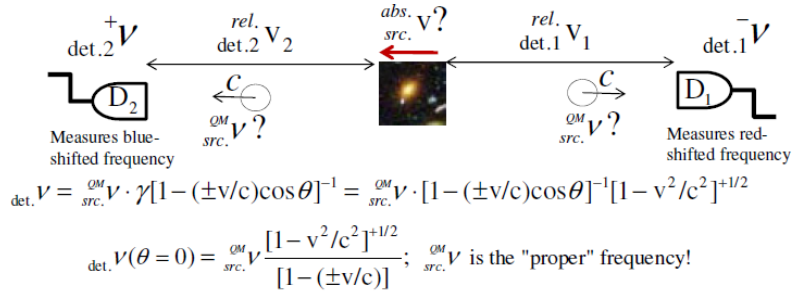 ⁺det.2 ν
rel. det.2 V₂
abs. src. V?
rel. det.1 V₁
⁻det.1 ν
D₂
C
QM src. ν?
C
QM src. ν?
D₁
Measures blue-
shifted frequency
Measures red-
shifted frequency
det. ν = QM src. ν · γ[1 − (±v/c)cos θ]⁻¹ = QM src. ν · [1 − (±v/c)cos θ]⁻¹[1 − v²/c²]⁺¹/²
det. ν(θ = 0) = QM src. ν [1 − v²/c²]⁺¹/² / [1 − (±v/c)] ; QM src. ν is the "proper" frequency!